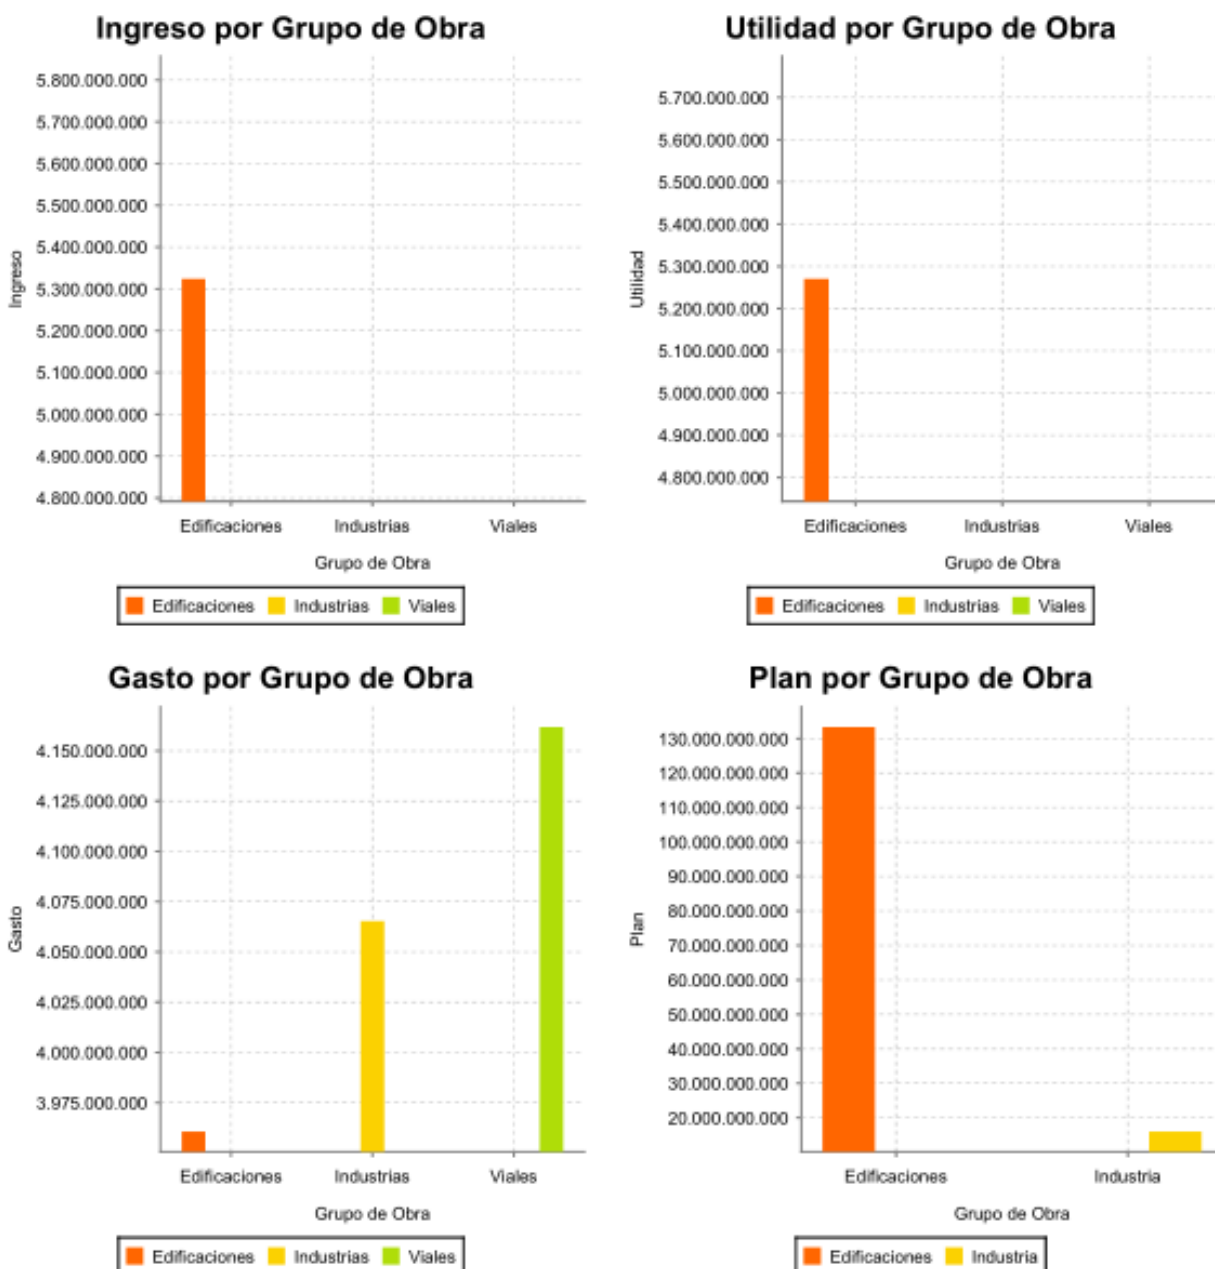 Ingreso por Grupo de Obra
5.800.000.000
5.700.000.000
5.600.000.000
5.500.000.000
5.400.000.000
5.300.000.000
5.200.000.000
5.100.000.000
5.000.000.000
4.900.000.000
4.800.000.000
Ingreso
Edificaciones Industrias Viales
Grupo de Obra
Edificaciones Industrias Viales
Utilidad por Grupo de Obra
5.700.000.000
5.600.000.000
5.500.000.000
5.400.000.000
5.300.000.000
5.200.000.000
5.100.000.000
5.000.000.000
4.900.000.000
4.800.000.000
Utilidad
Edificaciones Industrias Viales
Grupo de Obra
Edificaciones Industrias Viales
Gasto por Grupo de Obra
4.150.000.000
4.125.000.000
4.100.000.000
4.075.000.000
4.050.000.000
4.025.000.000
4.000.000.000
3.975.000.000
Gasto
Edificaciones Industrias Viales
Grupo de Obra
Edificaciones Industrias Viales
Plan por Grupo de Obra
130.000.000.000
120.000.000.000
110.000.000.000
100.000.000.000
90.000.000.000
80.000.000.000
70.000.000.000
60.000.000.000
50.000.000.000
40.000.000.000
30.000.000.000
20.000.000.000
Plan
Edificaciones Industria
Grupo de Obra
Edificaciones Industria